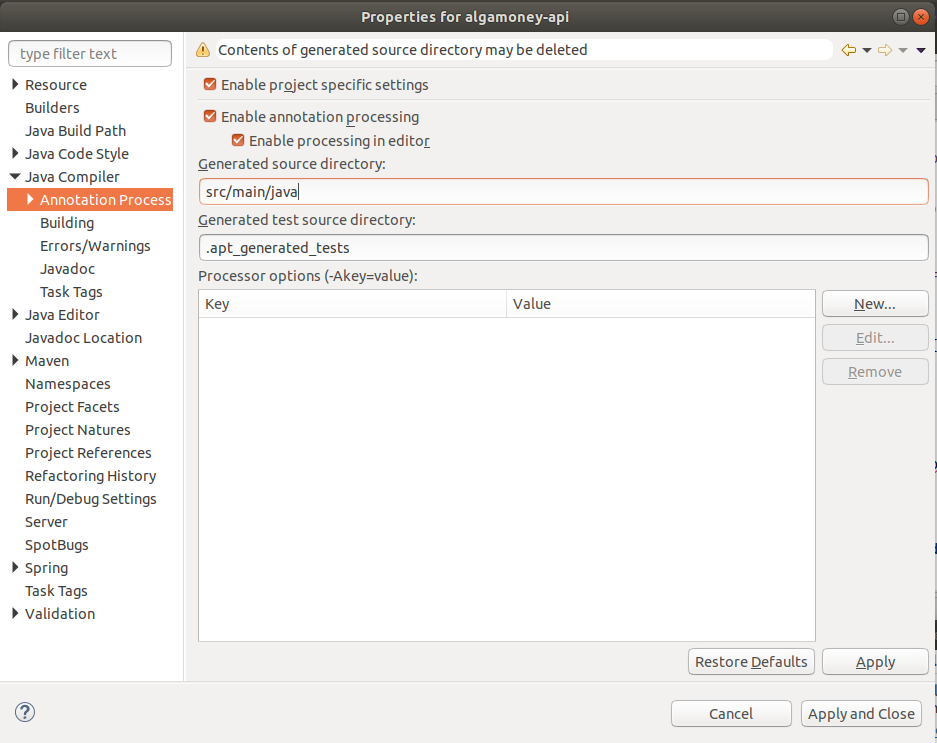 Properties for algamoney-api
type filter text
Contents of generated source directory may be deleted
Resource
Builders
Java Build Path
Java Code Style
Java Compiler
Annotation Process
Building
Errors/Warnings
Javadoc
Task Tags
Java Editor
Javadoc Location
Maven
Namespaces
Project Facets
Project Natures
Project References
Refactoring History
Run/Debug Settings
Server
SpotBugs
Spring
Task Tags
Validation
Enable project specific settings
Enable annotation processing
Enable processing in editor
Generated source directory:
src/main/java
Generated test source directory:
.apt_generated_tests
Processor options (-Akey=value):
Key Value
New...
Edit...
Remove
Restore Defaults Apply
? Cancel Apply and Close